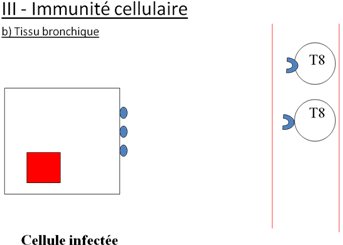 III - Immunité cellulaire
b) Tissu bronchique
T8
T8
Cellule infectée